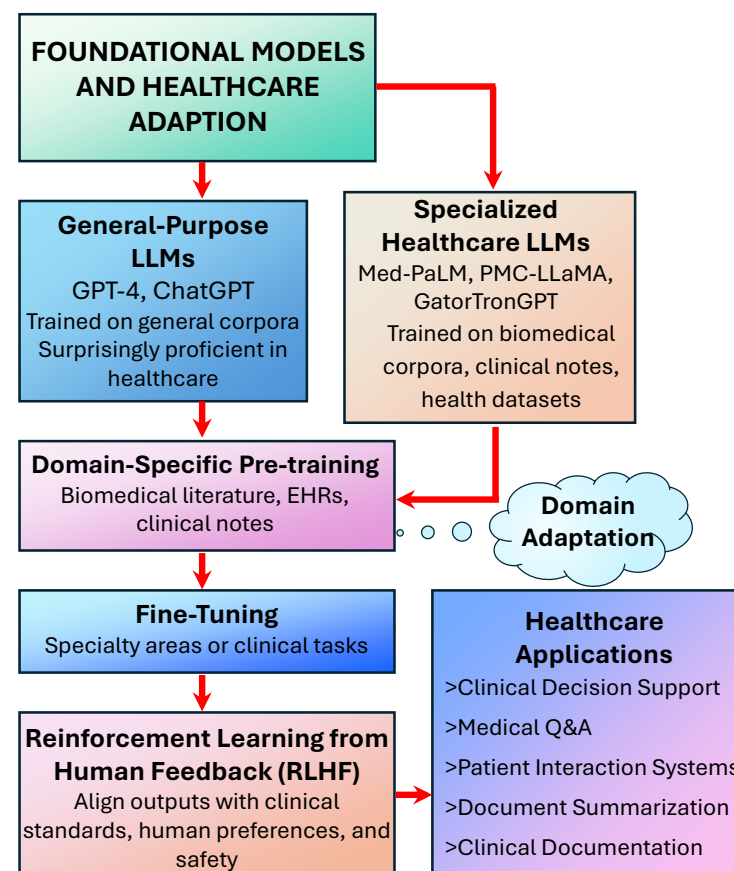 FOUNDATIONAL MODELS
AND HEALTHCARE
ADAPTION
General-Purpose
LLMs
GPT-4, ChatGPT
Trained on general corpora
Surprisingly proficient in
healthcare
Specialized
Healthcare LLMs
Med-PaLM, PMC-LLaMA,
GatorTronGPT
Trained on biomedical
corpora, clinical notes,
health datasets
Domain-Specific Pre-training
Biomedical literature, EHRs,
clinical notes
Domain
Adaptation
Fine-Tuning
Specialty areas or clinical tasks
Reinforcement Learning from
Human Feedback (RLHF)
Align outputs with clinical
standards, human preferences, and
safety
Healthcare
Applications
>Clinical Decision Support
>Medical Q&A
>Patient Interaction Systems
>Document Summarization
>Clinical Documentation